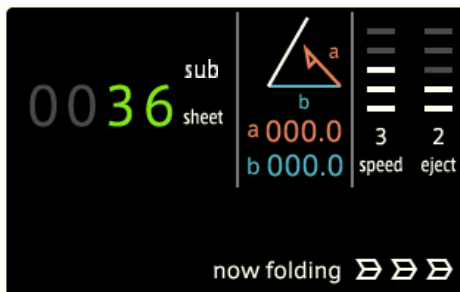 0036
sub
sheet
a
b
a 000.0
b 000.0
3
speed
2
eject
now folding